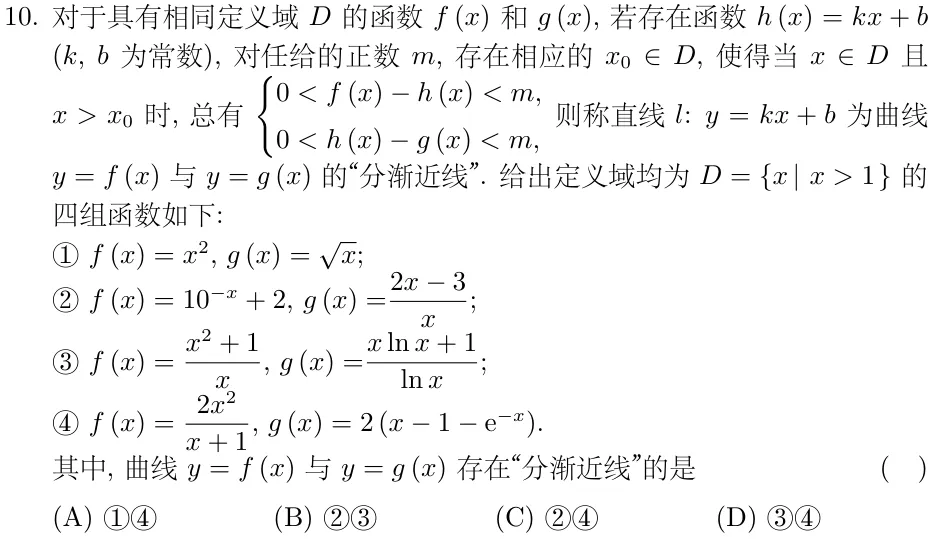 10. 对于具有相同定义域 D 的函数 f (x) 和 g (x), 若存在函数 h (x) = kx + b
(k, b 为常数), 对任给的正数 m, 存在相应的 x₀ ∈ D, 使得当 x ∈ D 且
x > x₀ 时, 总有 { 0 < f (x) − h (x) < m, 0 < h (x) − g (x) < m, 则称直线 l: y = kx + b 为曲线
y = f (x) 与 y = g (x) 的“分渐近线”. 给出定义域均为 D = {x | x > 1} 的
四组函数如下:
① f (x) = x², g (x) = √x;
② f (x) = 10⁻ˣ + 2, g (x) = (2x − 3)/x;
③ f (x) = (x² + 1)/x, g (x) = (x ln x + 1)/(ln x);
④ f (x) = 2x²/(x + 1), g (x) = 2 (x − 1 − e⁻ˣ).
其中, 曲线 y = f (x) 与 y = g (x) 存在“分渐近线”的是 ( )
(A) ①④ (B) ②③ (C) ②④ (D) ③④